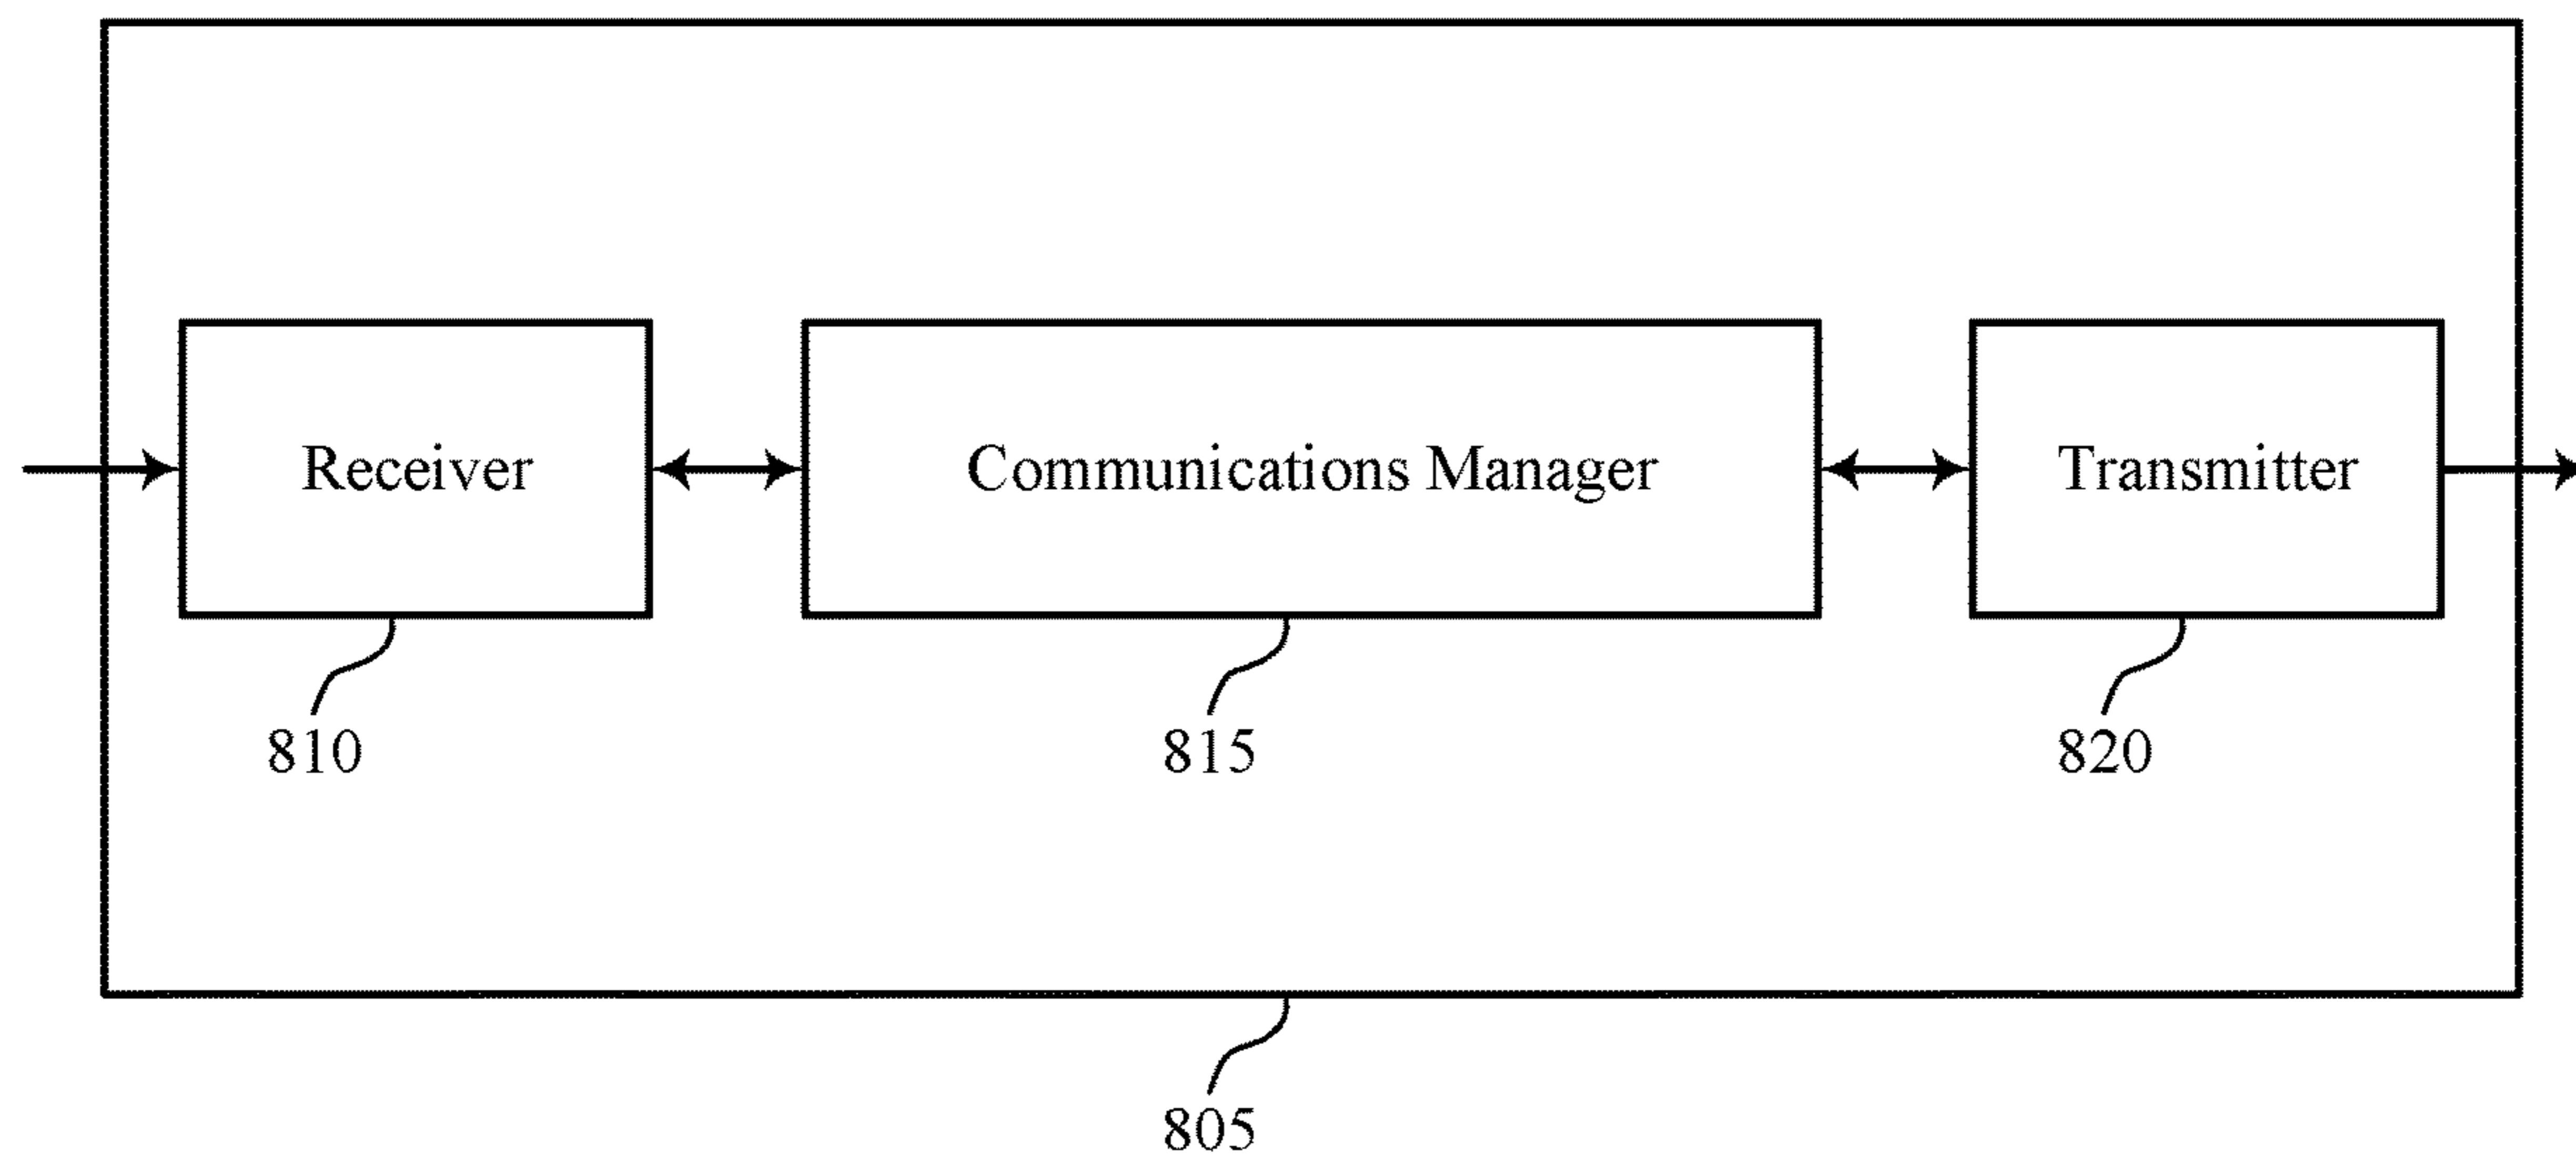 Receiver
Communications Manager
Transmitter
810
815
820
805